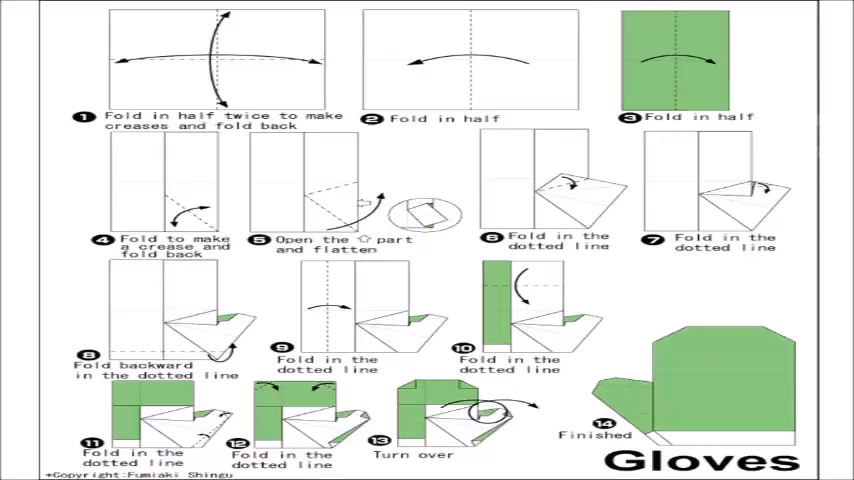 1 Fold in half twice to make
creases and fold back
2 Fold in half
3 Fold in half
4 Fold to make
a crease and
fold back
5 Open the ⇧ part
and flatten
6 Fold in the
dotted line
7 Fold in the
dotted line
8 Fold backward
in the dotted line
9 Fold in the
dotted line
10 Fold in the
dotted line
11 Fold in the
dotted line
12 Fold in the
dotted line
13 Turn over
14 Finished
Gloves
*Copyright:Fumiaki Shingu